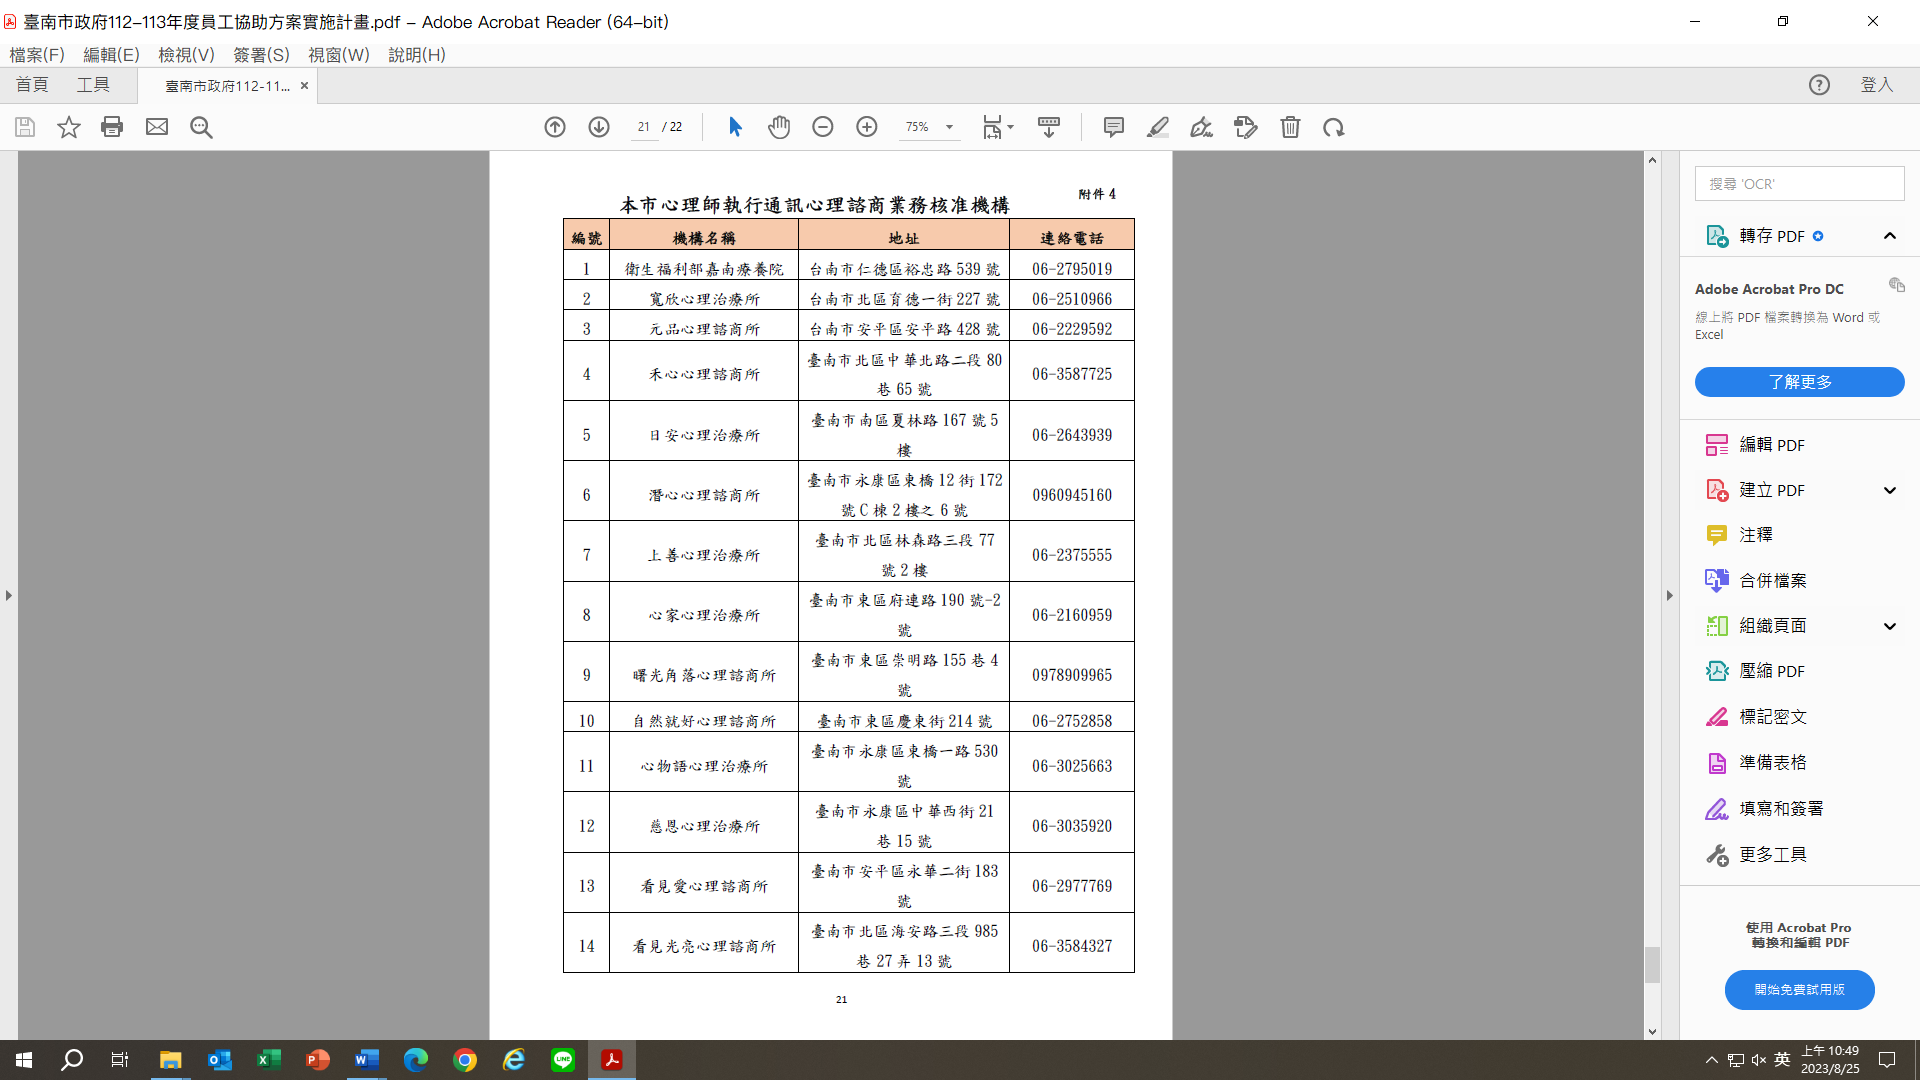 臺南市政府112-113年度員工協助方案實施計畫.pdf - Adobe Acrobat Reader (64-bit)
檔案(F) 編輯(E) 檢視(V) 簽署(S) 視窗(W) 說明(H)
首頁 工具 臺南市政府112-11... × 登入
21 / 22 75%
附件 4
本市心理師執行通訊心理諮商業務核准機構
編號 機構名稱 地址 連絡電話
1 衛生福利部嘉南療養院 台南市仁德區裕忠路 539 號 06-2795019
2 寬欣心理治療所 台南市北區育德一街 227 號 06-2510966
3 元品心理諮商所 台南市安平區安平路 428 號 06-2229592
4 禾心心理諮商所 臺南市北區中華北路二段 80
巷 65 號 06-3587725
5 日安心理治療所 臺南市南區夏林路 167 號 5
樓 06-2643939
6 潛心心理諮商所 臺南市永康區東橋 12 街 172
號 C 棟 2 樓之 6 號 0960945160
7 上善心理治療所 臺南市北區林森路三段 77
號 2 樓 06-2375555
8 心家心理治療所 臺南市東區府連路 190 號-2
號 06-2160959
9 曙光角落心理諮商所 臺南市東區崇明路 155 巷 4
號 0978909965
10 自然就好心理諮商所 臺南市東區慶東街 214 號 06-2752858
11 心物語心理治療所 臺南市永康區東橋一路 530
號 06-3025663
12 慈恩心理治療所 臺南市永康區中華西街 21
巷 15 號 06-3035920
13 看見愛心理諮商所 臺南市安平區永華二街 183
號 06-2977769
14 看見光亮心理諮商所 臺南市北區海安路三段 985
巷 27 弄 13 號 06-3584327
21
搜尋 'OCR'
轉存 PDF
Adobe Acrobat Pro DC
線上將 PDF 檔案轉換為 Word 或
Excel
了解更多
編輯 PDF
建立 PDF
注釋
合併檔案
組織頁面
壓縮 PDF
標記密文
準備表格
填寫和簽署
更多工具
使用 Acrobat Pro
轉換和編輯 PDF
開始免費試用版
英 上午 10:49
2023/8/25